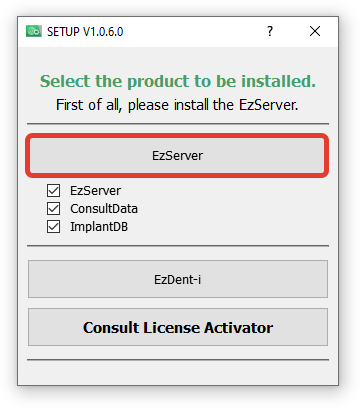 SETUP V1.0.6.0
Select the product to be installed.
First of all, please install the EzServer.
EzServer
EzServer
ConsultData
ImplantDB
EzDent-i
Consult License Activator